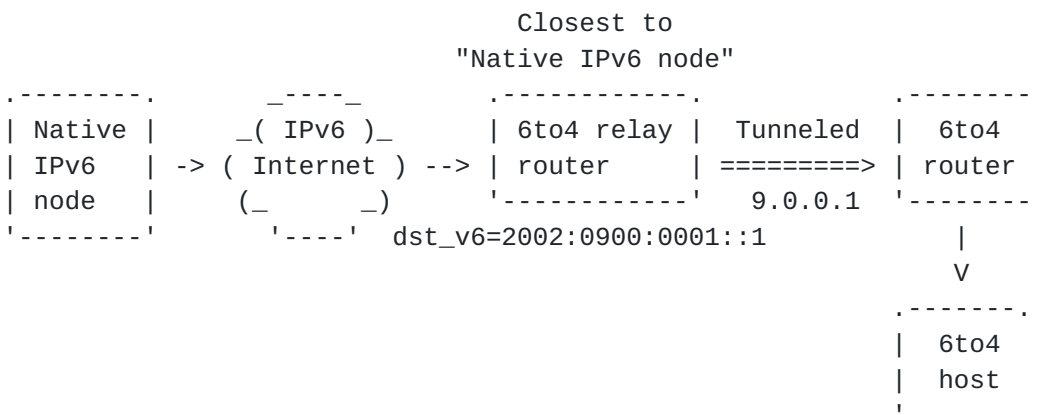 Closest to
                             "Native IPv6 node"
.--------.       _----_        .------------.            .--------
| Native |     _( IPv6 )_      | 6to4 relay |  Tunneled  |  6to4
| IPv6   | -> ( Internet ) --> | router     | =========> | router
| node   |     (_      _)      '------------'   9.0.0.1  '--------
'--------'       '----'  dst_v6=2002:0900:0001::1            |
                                                             V
                                                         .-------.
                                                         |  6to4
                                                         |  host
                                                         '